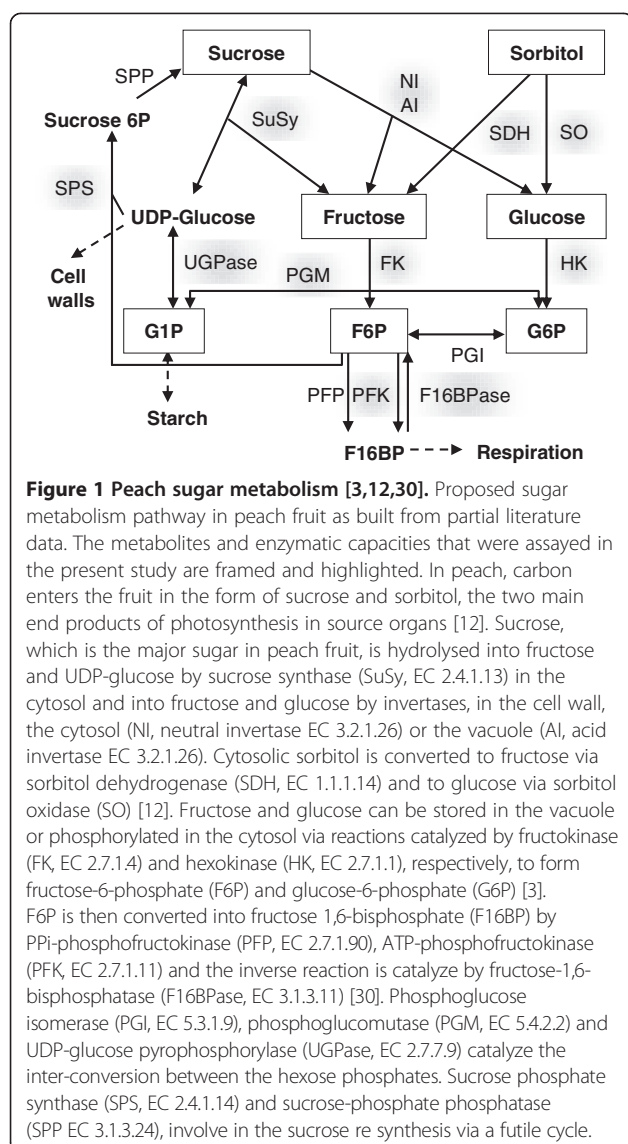 Sucrose
Sorbitol
SPP
NI
AI
Sucrose 6P
SuSy
SDH
SO
SPS
UDP-Glucose
Fructose
Glucose
Cell
walls
UGPase
PGM
FK
HK
G1P
F6P
G6P
PGI
Starch
PFP
PFK
F16BPase
F16BP
Respiration
Figure 1 Peach sugar metabolism [3,12,30]. Proposed sugar
metabolism pathway in peach fruit as built from partial literature
data. The metabolites and enzymatic capacities that were assayed in
the present study are framed and highlighted. In peach, carbon
enters the fruit in the form of sucrose and sorbitol, the two main
end products of photosynthesis in source organs [12]. Sucrose,
which is the major sugar in peach fruit, is hydrolysed into fructose
and UDP-glucose by sucrose synthase (SuSy, EC 2.4.1.13) in the
cytosol and into fructose and glucose by invertases, in the cell wall,
the cytosol (NI, neutral invertase EC 3.2.1.26) or the vacuole (AI, acid
invertase EC 3.2.1.26). Cytosolic sorbitol is converted to fructose via
sorbitol dehydrogenase (SDH, EC 1.1.1.14) and to glucose via sorbitol
oxidase (SO) [12]. Fructose and glucose can be stored in the vacuole
or phosphorylated in the cytosol via reactions catalyzed by fructokinase
(FK, EC 2.7.1.4) and hexokinase (HK, EC 2.7.1.1), respectively, to form
fructose-6-phosphate (F6P) and glucose-6-phosphate (G6P) [3].
F6P is then converted into fructose 1,6-bisphosphate (F16BP) by
PPi-phosphofructokinase (PFP, EC 2.7.1.90), ATP-phosphofructokinase
(PFK, EC 2.7.1.11) and the inverse reaction is catalyze by fructose-1,6-
bisphosphatase (F16BPase, EC 3.1.3.11) [30]. Phosphoglucose
isomerase (PGI, EC 5.3.1.9), phosphoglucomutase (PGM, EC 5.4.2.2) and
UDP-glucose pyrophosphorylase (UGPase, EC 2.7.7.9) catalyze the
inter-conversion between the hexose phosphates. Sucrose phosphate
synthase (SPS, EC 2.4.1.14) and sucrose-phosphate phosphatase
(SPP EC 3.1.3.24), involve in the sucrose re synthesis via a futile cycle.